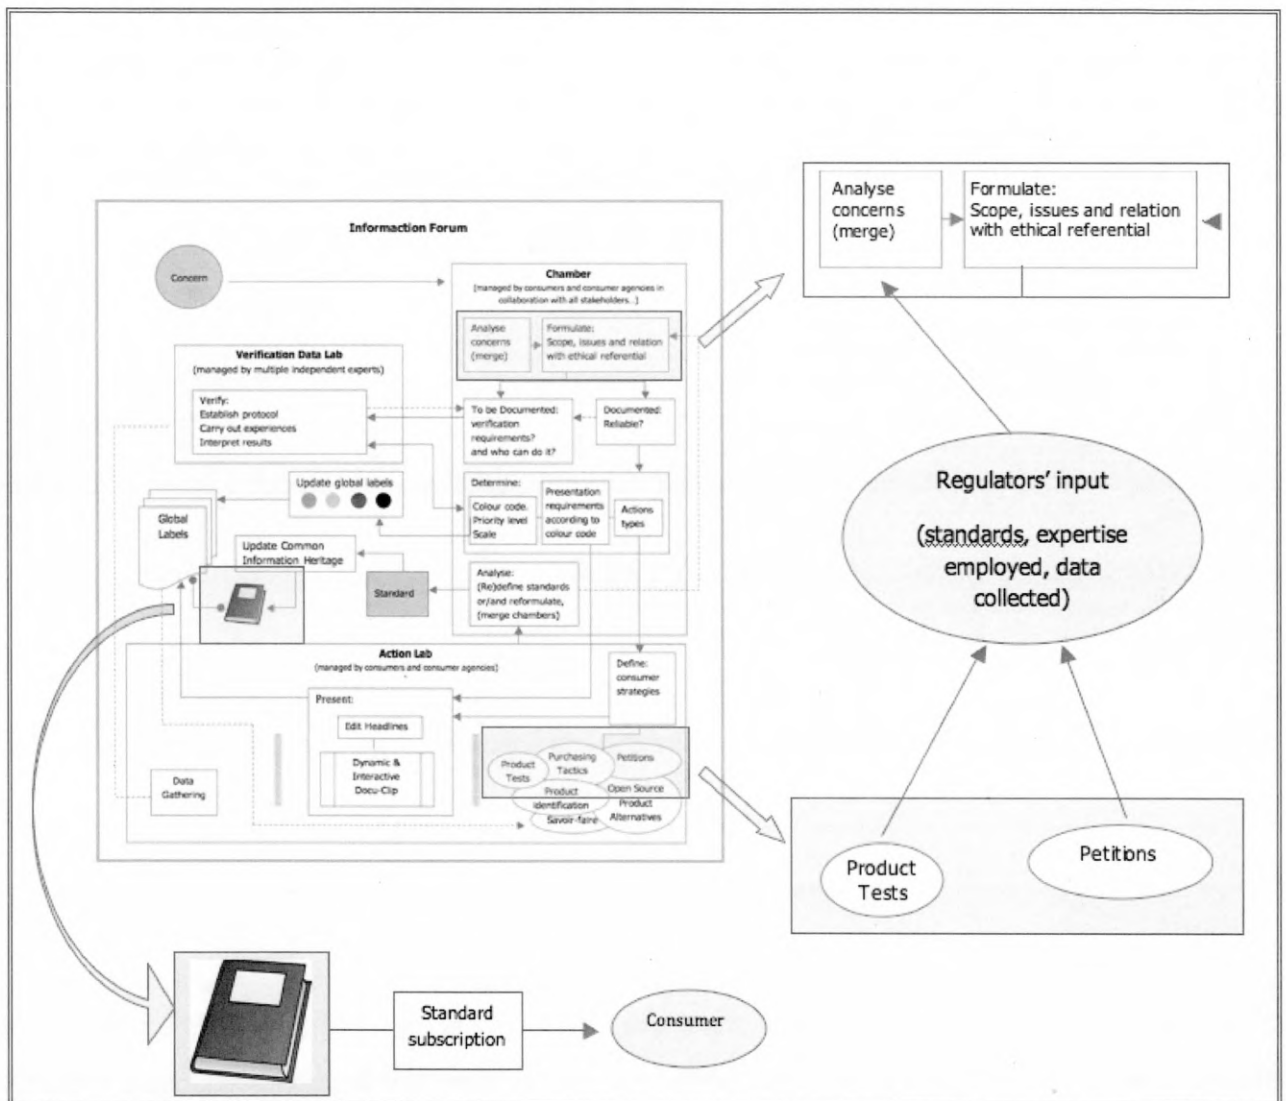 Informaction Forum
Concern
Chamber
(managed by consumers and consumer agencies in
collaboration with all stakeholders...)
Analyse
concerns
(merge)
Formulate:
Scope, issues and relation
with ethical referential
Verification Data Lab
(managed by multiple independent experts)
Verify:
Establish protocol
Carry out experiences
Interpret results
To be Documented:
verification
requirements?
and who can do it?
Documented:
Reliable?
Update global labels
Determine:
Colour code.
Priority level
Scale
Presentation
requirements
according to
colour code
Actions
types
Global
Labels
Update Common
Information Heritage
Standard
Analyse:
(Re)define standards
or/and reformulate,
(merge chambers)
Action Lab
(managed by consumers and consumer agencies)
Define:
consumer
strategies
Present:
Edit Headlines
Dynamic &
Interactive
Docu-Clip
Data
Gathering
Product
Tests
Purchasing
Tactics
Petitions
Product
identification
Open Source
Product
Alternatives
Savoir-faire
Analyse
concerns
(merge)
Formulate:
Scope, issues and relation
with ethical referential
Regulators' input
(standards, expertise
employed, data
collected)
Product
Tests
Petitions
Standard
subscription
Consumer